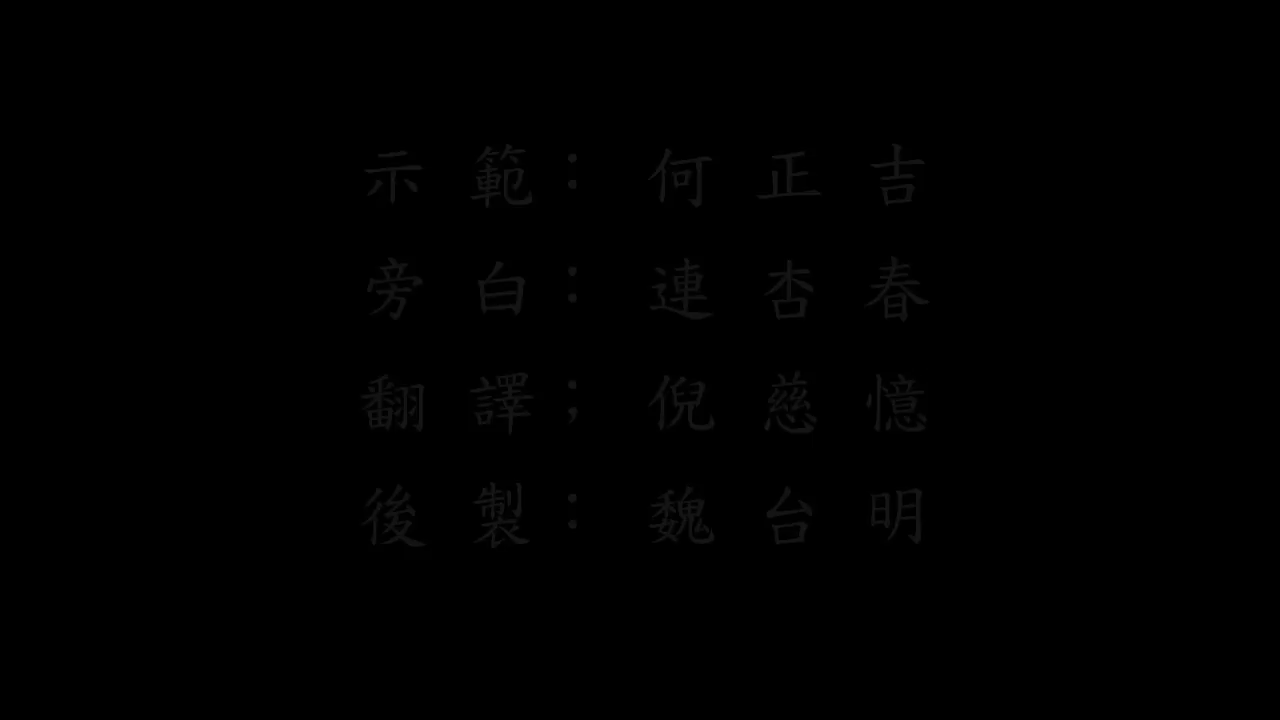 示範：何正吉
旁白：連杏春
翻譯；倪慈憶
後製：魏台明